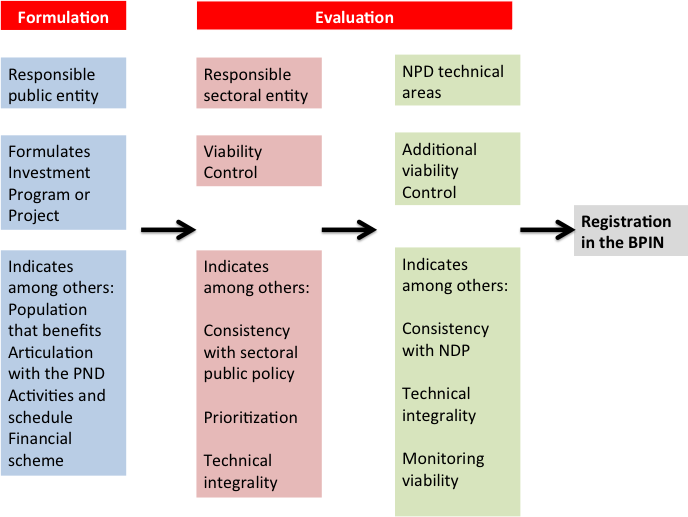 Formulation
Evaluation
Responsible
public entity
Responsible
sectoral entity
NPD technical
areas
Formulates
Investment
Program or
Project
Viability
Control
Additional
viability
Control
Registration
in the BPIN
Indicates
among others:
Population
that benefits
Articulation
with the PND
Activities and
schedule
Financial
scheme
Indicates
among others:
Consistency
with sectoral
public policy
Prioritization
Technical
integrality
Indicates
among others:
Consistency
with NDP
Technical
integrality
Monitoring
viability